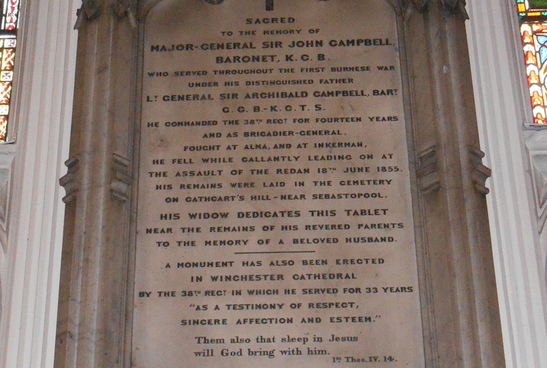 SACRED
TO THE MEMORY OF
MAJOR-GENERAL SIR JOHN CAMPBELL,
BARONET, K.C.B.
WHO SERVED THROUGHOUT THE FIRST BURMESE WAR
UNDER HIS DISTINGUISHED FATHER
LT GENERAL SIR ARCHIBALD CAMPBELL, BART
G.C.B.-K.C.T.S.
HE COMMANDED THE 38TH REGT FOR FOURTEEN YEARS
AND AS BRIGADIER-GENERAL.
FOUGHT AT ALMA, AND AT INKERMAN.
HE FELL WHILE GALLANTLY LEADING ON AT
THE ASSAULT OF THE REDAN 18TH JUNE 1855.
HIS REMAINS WERE LAID IN THE CEMETERY
ON CATHCART'S HILL-NEAR SEBASTOPOOL.
HIS WIDOW DEDICATES THIS TABLET
NEAR THE REMAINS OF HIS REVERED PARENTS
TO THE MEMORY OF A BELOVED HUSBAND.
A MONUMENT HAS ALSO BEEN ERECTED
IN WINCHESTER CATHEDRAL
BY THE 38TH REGT IN WHICH HE SERVED FOR 33 YEARS
"AS A TESTIMONY OF RESPECT,
SINCERE AFFECTION AND ESTEEM."
Them also that sleep in Jesus
will God bring with him.
1st Thes. IV. 14.